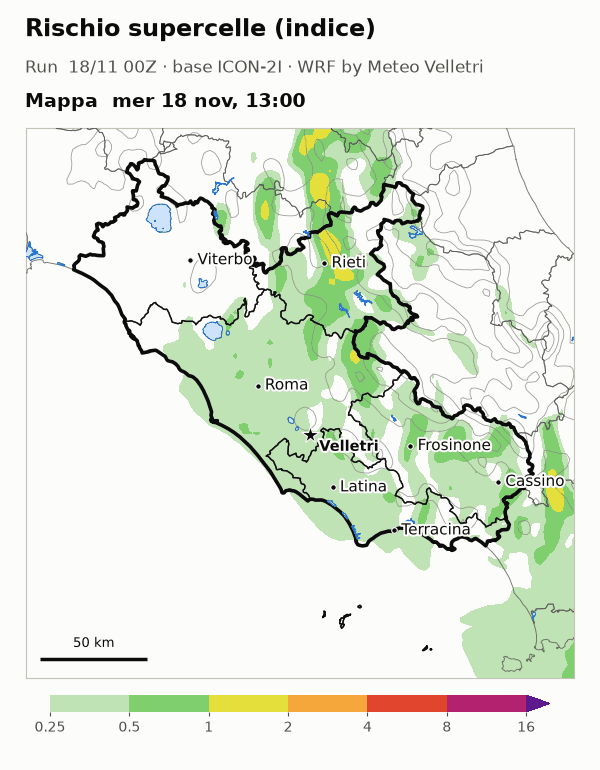 Rischio supercelle (indice)
Run  18/11 00Z · base ICON-2I · WRF by Meteo Velletri
Mappa  mer 18 nov, 13:00
Viterbo
Rieti
Roma
Velletri
Frosinone
Latina
Cassino
Terracina
50 km
0.25 0.5 1 2 4 8 16